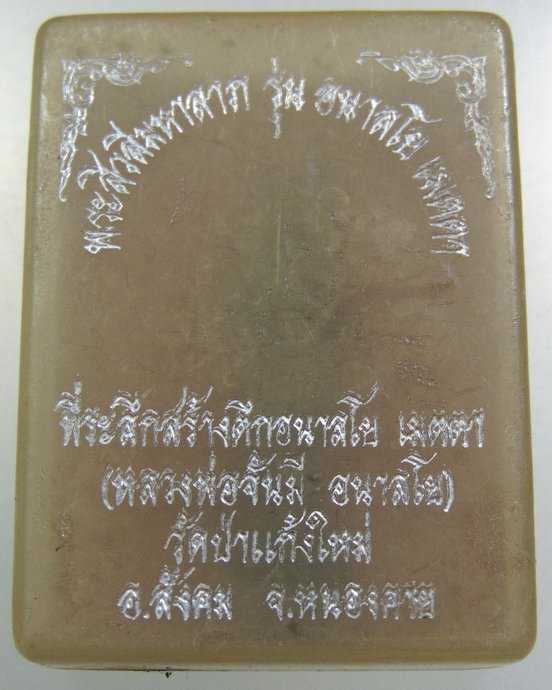 พระสิวลีมหาลาภ รุ่น อนาลโย เมตตา
ที่ระลึกสร้างตึกอนาลโย เมตตา
(หลวงพ่อจันมี อนาลโย)
วัดป่าแก้งใหม่
อ.สังคม จ.หนองคาย